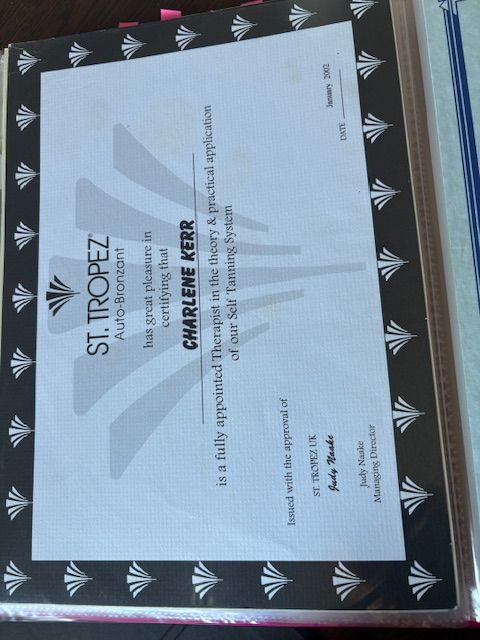 ST. TROPEZ®
Auto-Bronzant
has great pleasure in
certifying that
CHARLENE KERR
is a fully appointed Therapist in the theory & practical application
of our Self Tanning System
Issued with the approval of
ST. TROPEZ UK
Judy Naake
Judy Naake
Managing Director
January 2002
DATE